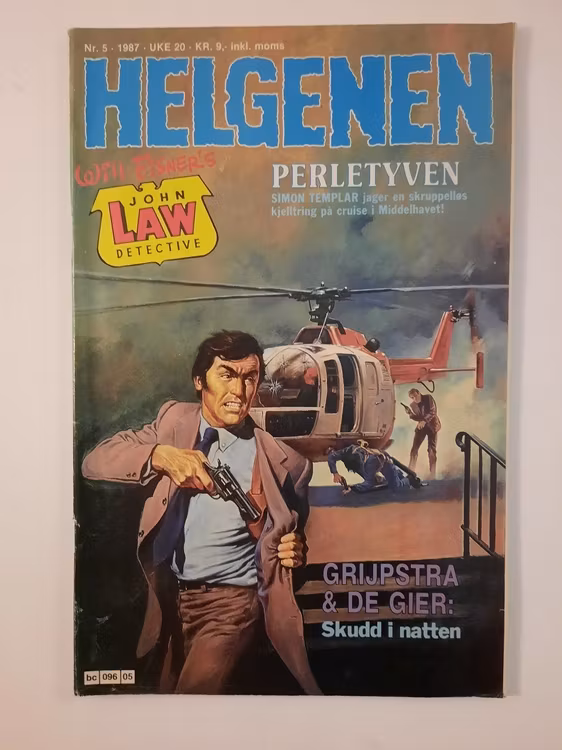 Nr. 5 · 1987 · UKE 20 · KR. 9,- inkl. moms
HELGENEN
Will Eisner's
JOHN
LAW
DETECTIVE
PERLETYVEN
SIMON TEMPLAR jager en skruppelløs
kjelltring på cruise i Middelhavet!
GRIJPSTRA
& DE GIER:
Skudd i natten
bc 096 05